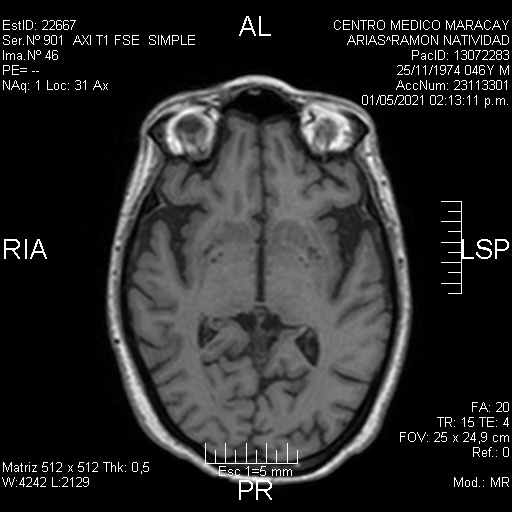 EstID: 22667
Ser.Nº 901 AXI T1 FSE SIMPLE
Ima.Nº 46
PE= --
NAq: 1 Loc: 31 Ax
AL
CENTRO MEDICO MARACAY
ARIAS^RAMON NATIVIDAD
PacID: 13072283
25/11/1974 046Y M
AccNum: 23113301
01/05/2021 02:13:11 p.m.
RIA
LSP
Matriz 512 x 512 Thk: 0,5
W:4242 L:2129
Esc 1=5 mm
PR
FA: 20
TR: 15 TE: 4
FOV: 25 x 24,9 cm
Ref.: 0
Mod.: MR